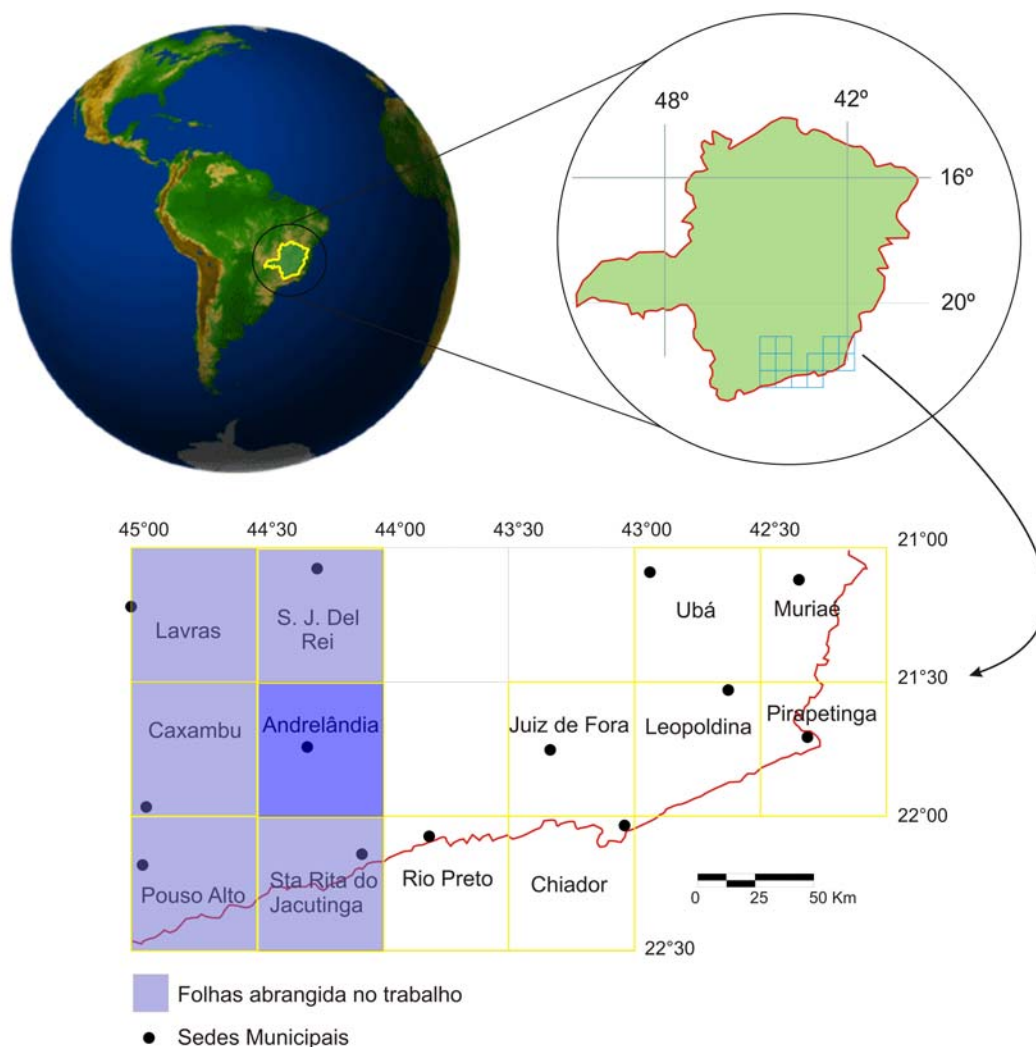 48º
42º
16º
20º
45°00
44°30
44°00
43°30
43°00
42°30
21°00
Lavras
S. J. Del
Rei
Ubá
Muriaé
21°30
Caxambu
Andrelândia
Juiz de Fora
Leopoldina
Pirapetinga
22°00
Pouso Alto
Sta Rita do
Jacutinga
Rio Preto
Chiador
0
25
50 Km
22°30
Folhas abrangida no trabalho
Sedes Municipais